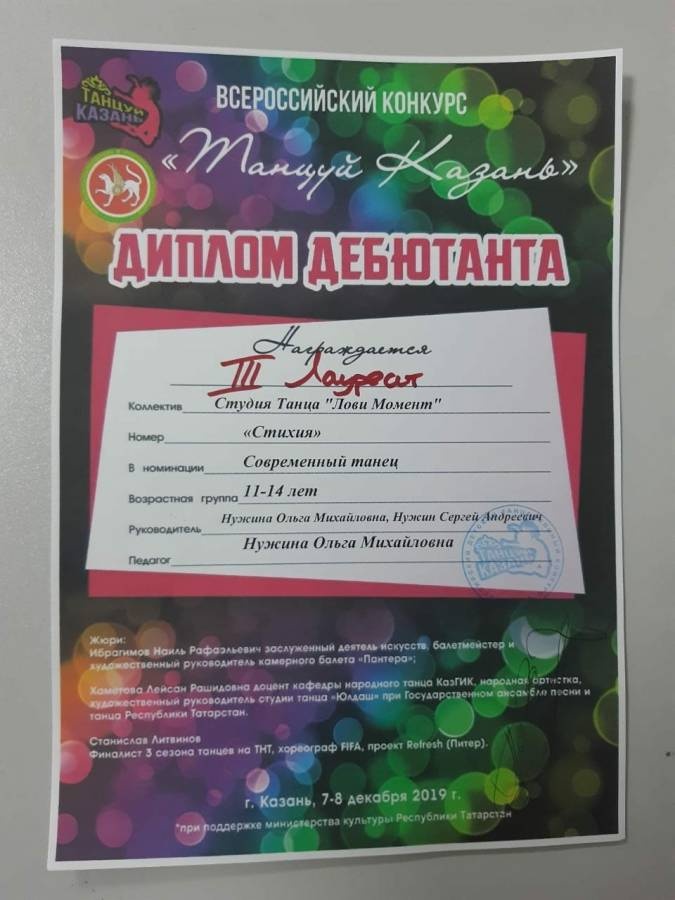 ТАНЦУЙ
КАЗАНЬ
ВСЕРОССИЙСКИЙ КОНКУРС
«Танцуй Казань»
ДИПЛОМ ДЕБЮТАНТА
Награждается
III Лауреат
Коллектив Студия Танца "Лови Момент"
Номер «Стихия»
В номинации Современный танец
Возрастная группа 11-14 лет
Руководитель Нужина Ольга Михайловна, Нужин Сергей Андреевич
Педагог Нужина Ольга Михайловна
ТАНЦУЙ
КАЗАНЬ
Жюри:
Ибрагимов Наиль Рафаэльевич заслуженный деятель искусств, балетмейстер и
художественный руководитель камерного балета «Пантера»;
Хаметова Лейсан Рашидовна доцент кафедры народного танца КазГИК, народная артистка,
художественный руководитель студии танца «Юлдаш» при Государственном ансамбле песни и
танца Республики Татарстан.
Станислав Литвинов
Финалист 3 сезона танцев на ТНТ, хореограф FIFA, проект Refresh (Питер).
г. Казань, 7-8 декабря 2019 г.
*при поддержке министерства культуры Республики Татарстан